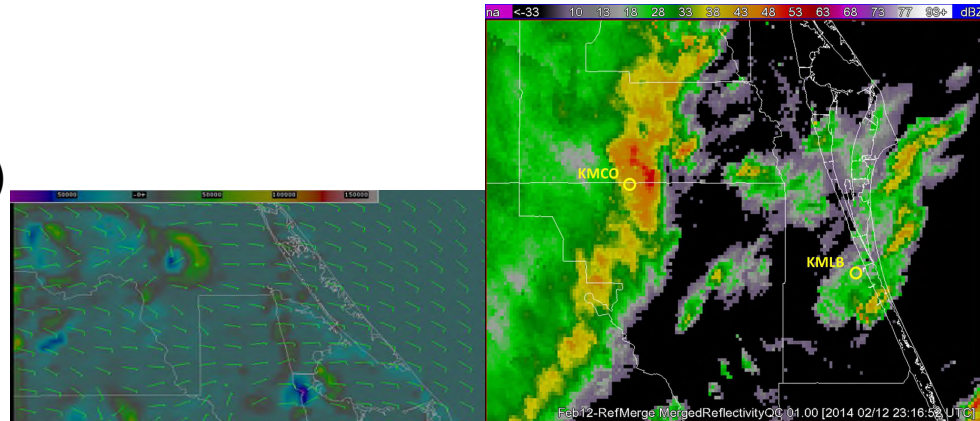 na <-33 10 13 18 28 33 38 43 48 53 63 68 73 77 93+ dBZ
50000 -0+ 50000 100000 150000
KMCO
KMLB
Feb12-RefMerge MergedReflectivityQC 01.00 [2014 02/12 23:16:52 UTC]